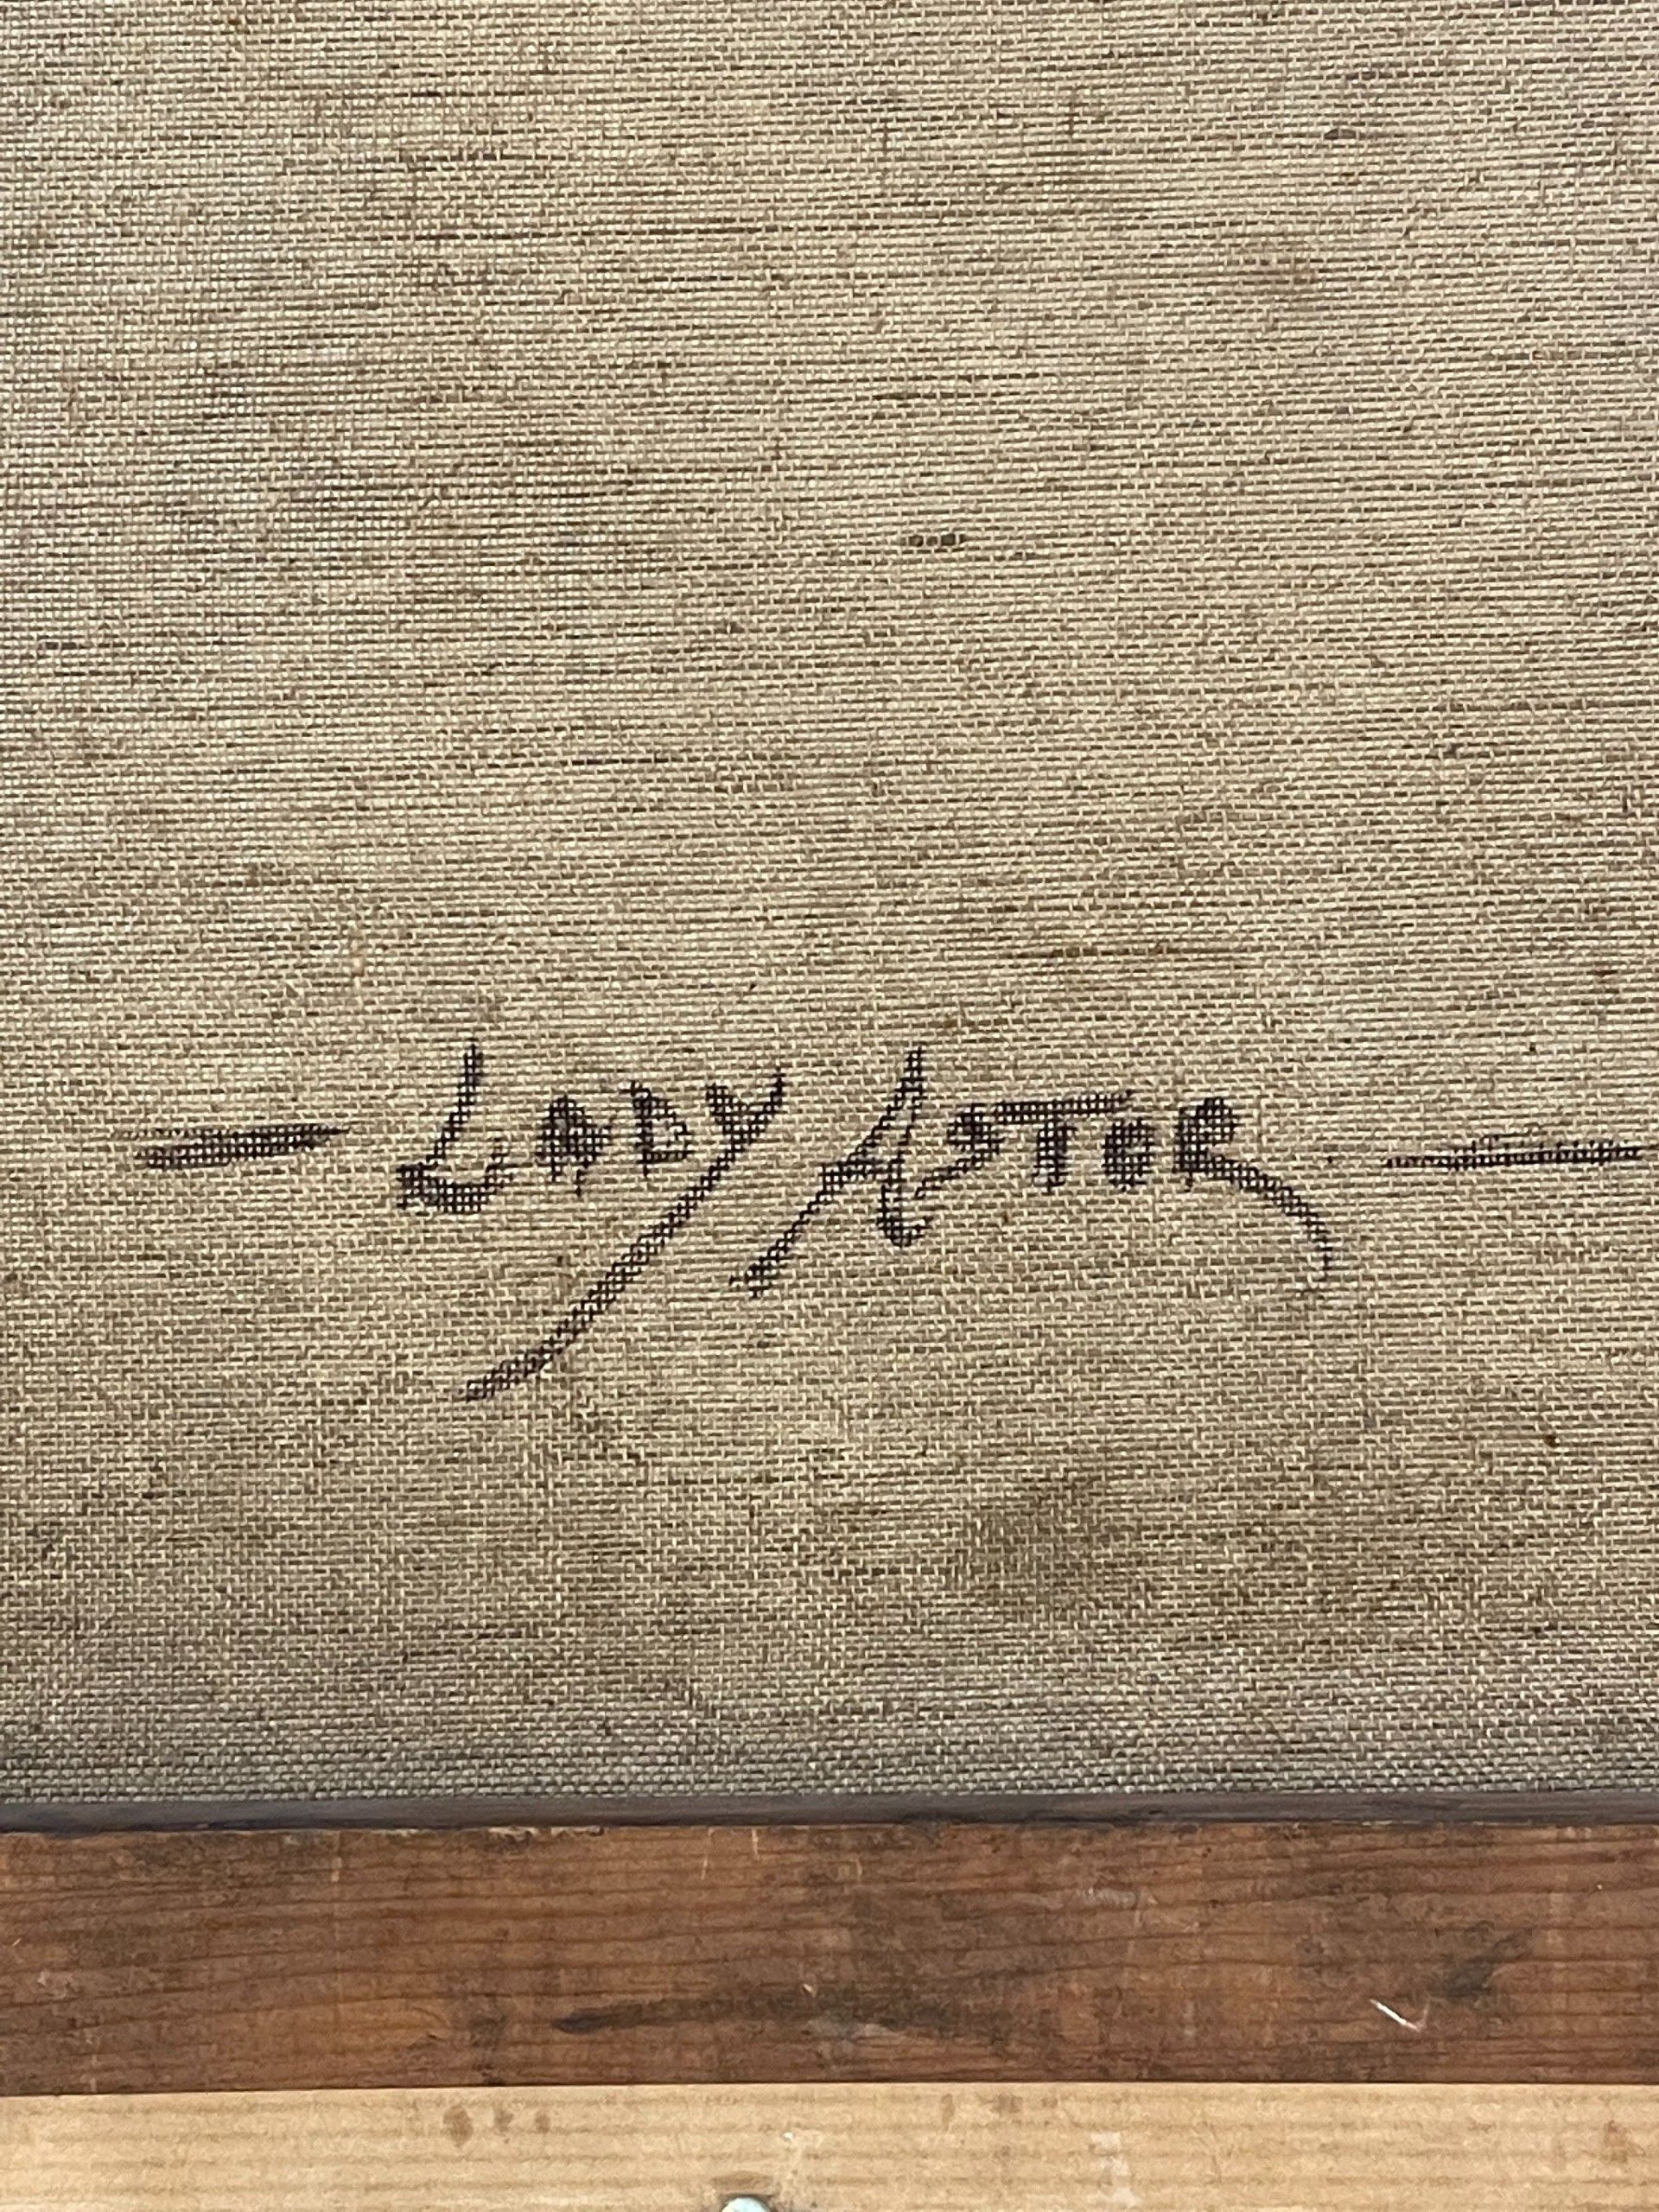 — LADY ASTOR —